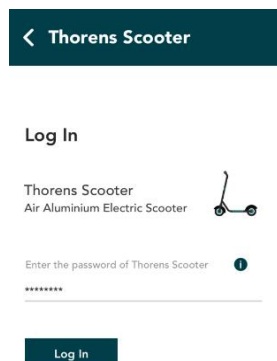 Thorens Scooter
Log In
Thorens Scooter
Air Aluminium Electric Scooter
Enter the password of Thorens Scooter
i
********
Log In